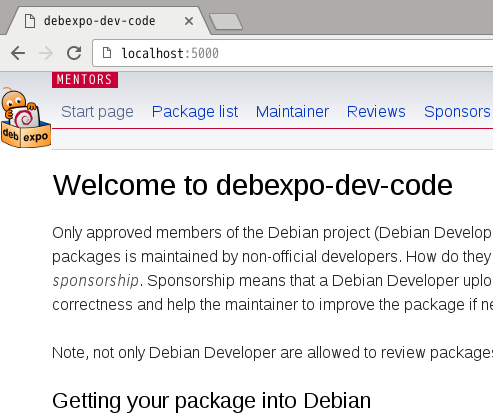 debexpo-dev-code
localhost:5000
MENTORS
Start page Package list Maintainer Reviews Sponsors
deb expo
Welcome to debexpo-dev-code
Only approved members of the Debian project (Debian Develop
packages is maintained by non-official developers. How do they
sponsorship. Sponsorship means that a Debian Developer uplo
correctness and help the maintainer to improve the package if ne
Note, not only Debian Developer are allowed to review packages
Getting your package into Debian